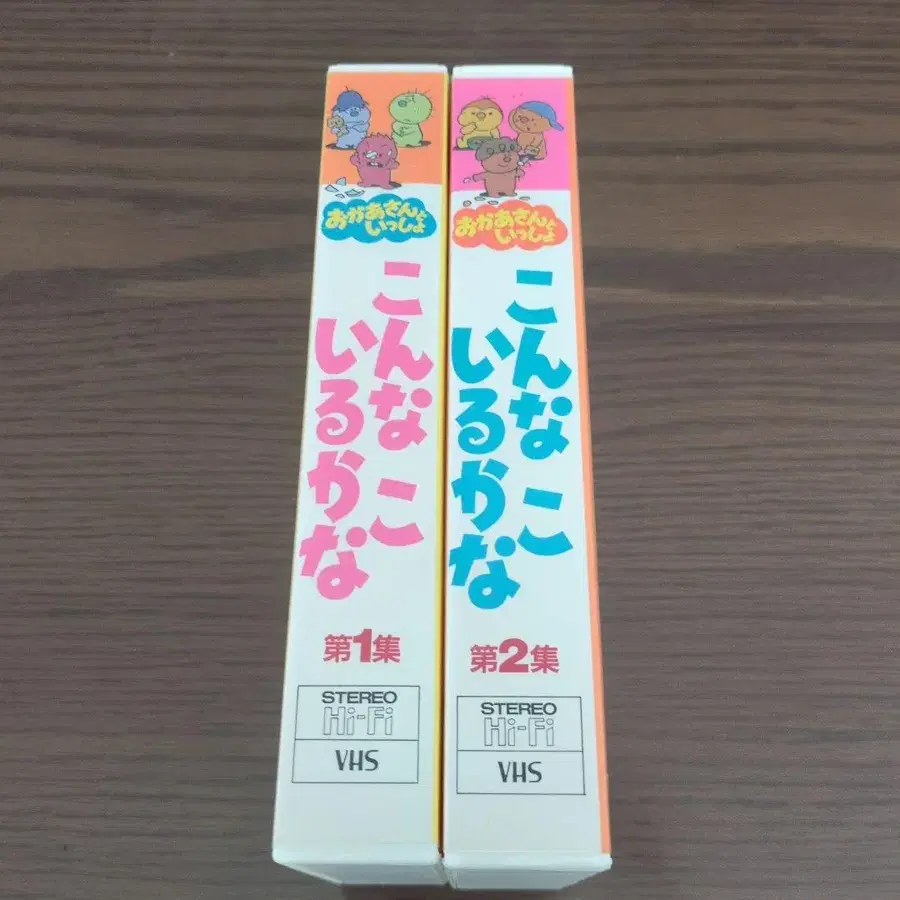 おかあさんと
いっしょ
こんなこ
いるかな
第1集
STEREO
Hi-Fi
VHS
おかあさんと
いっしょ
こんなこ
いるかな
第2集
STEREO
Hi-Fi
VHS